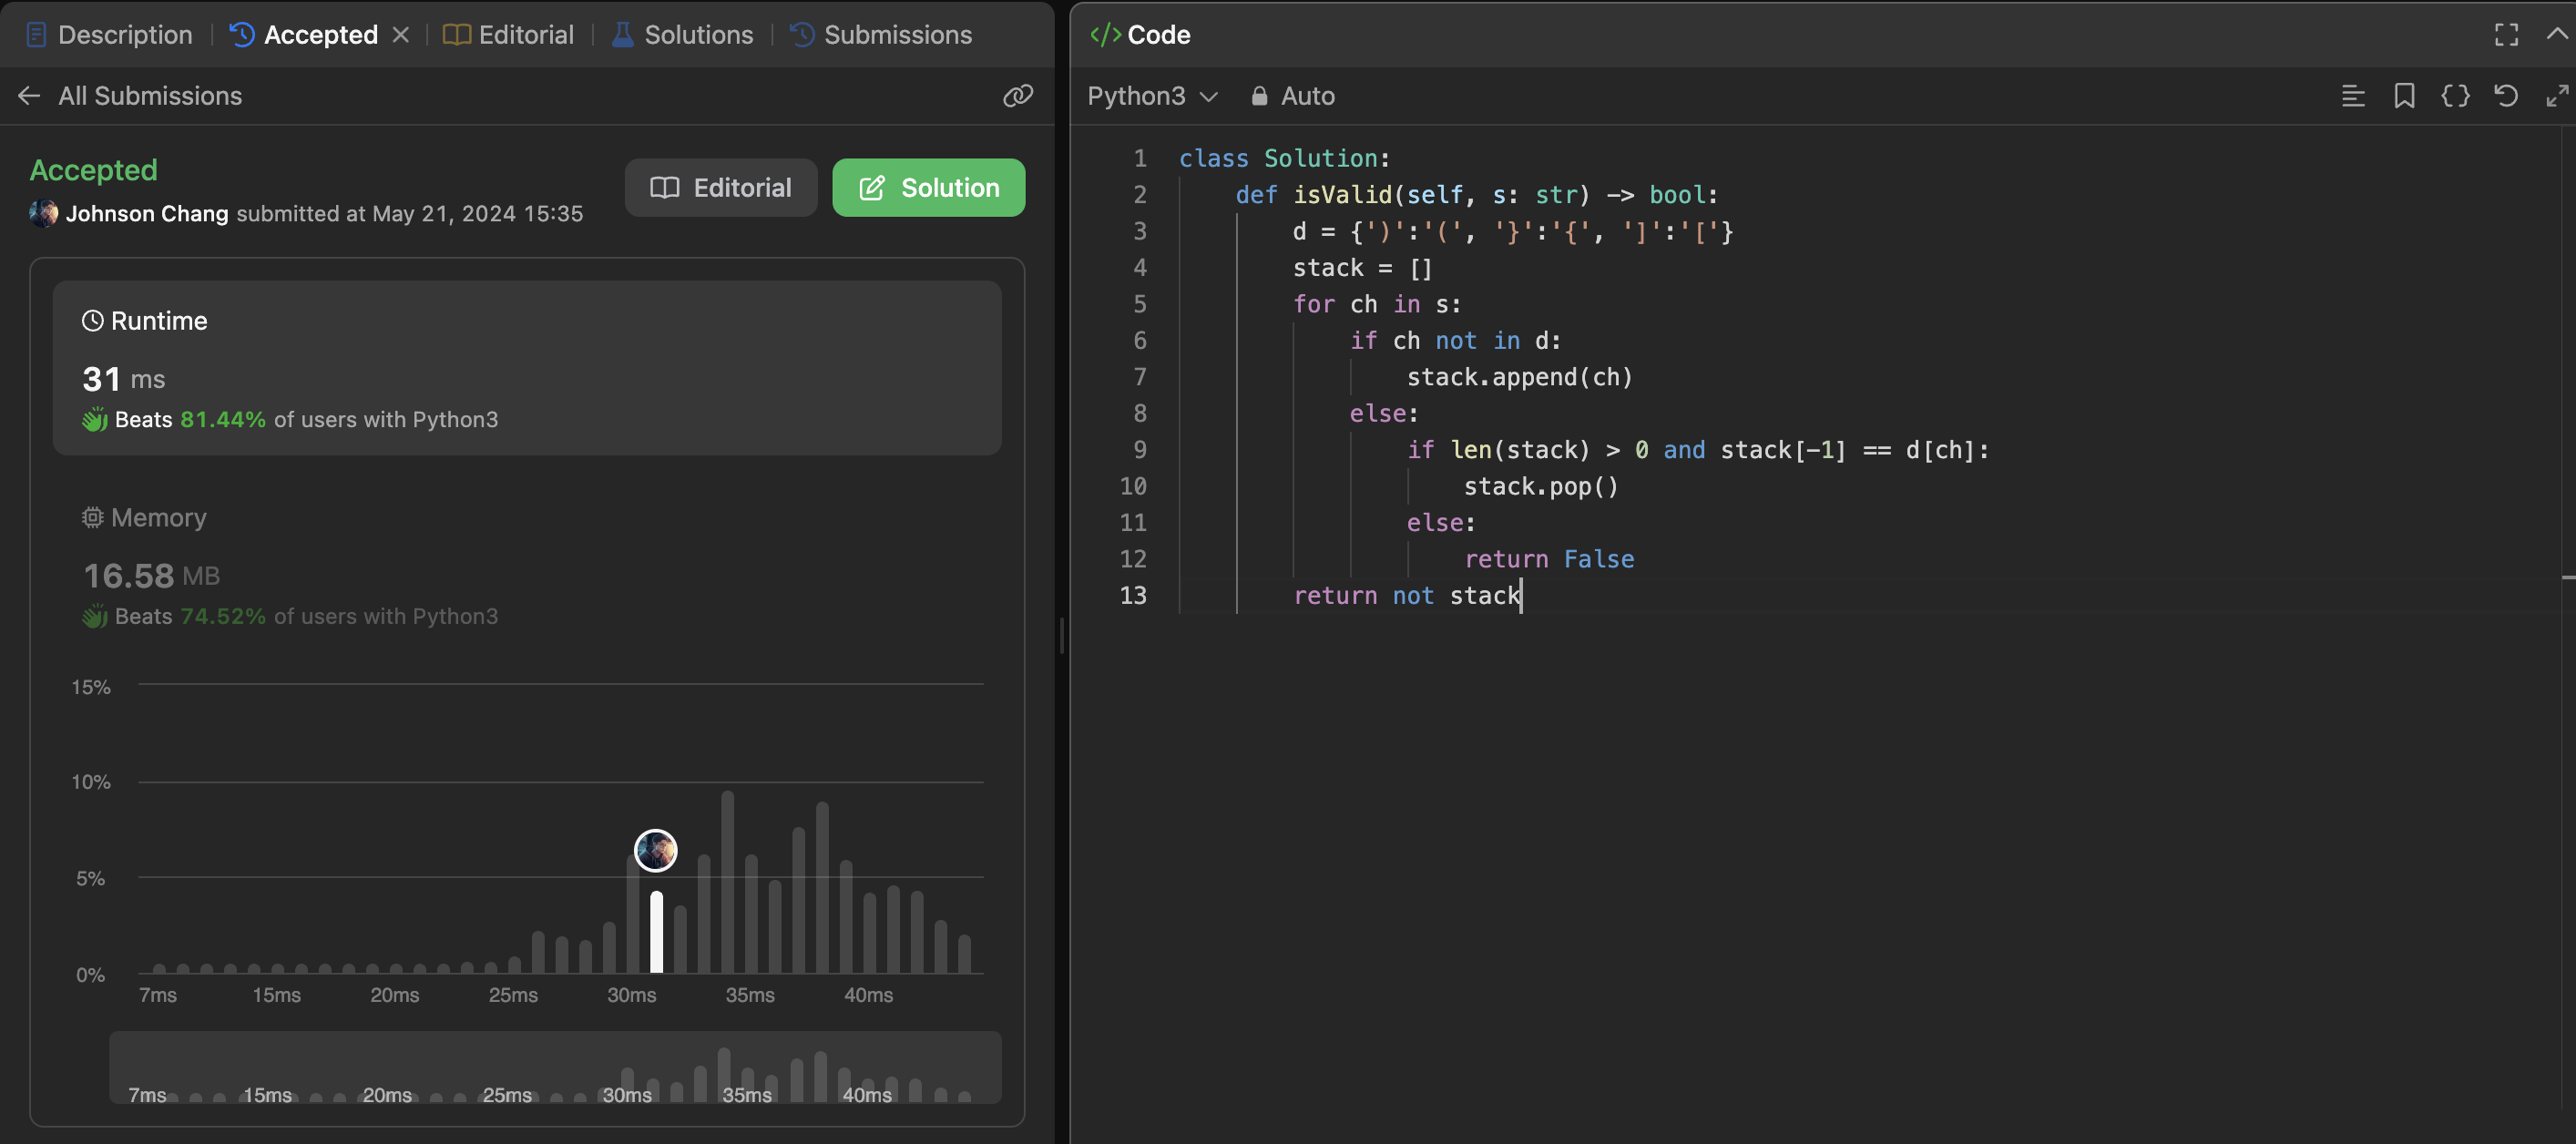 Description
Accepted
Editorial
Solutions
Submissions
All Submissions
Accepted
Johnson Chang submitted at May 21, 2024 15:35
Editorial
Solution
Runtime
31 ms
Beats 81.44% of users with Python3
Memory
16.58 MB
Beats 74.52% of users with Python3
15%
10%
5%
0%
7ms 15ms 20ms 25ms 30ms 35ms 40ms
7ms 15ms 20ms 25ms 30ms 35ms 40ms
</> Code
Python3 Auto
1 class Solution:
2     def isValid(self, s: str) -> bool:
3         d = {')':'(', '}':'{', ']':'['}
4         stack = []
5         for ch in s:
6             if ch not in d:
7                 stack.append(ch)
8             else:
9                 if len(stack) > 0 and stack[-1] == d[ch]:
10                     stack.pop()
11                 else:
12                     return False
13         return not stack